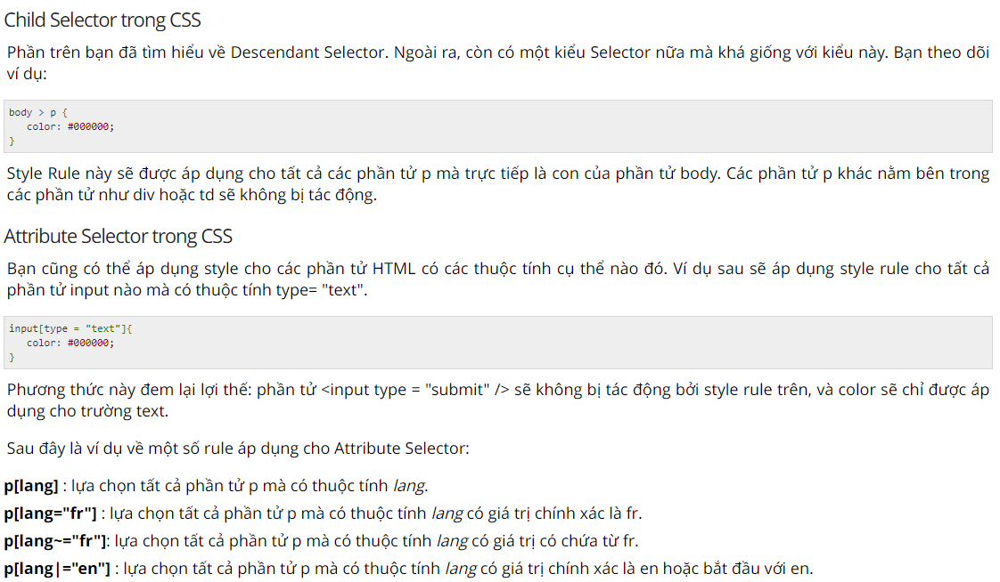 Child Selector trong CSS
Phần trên bạn đã tìm hiểu về Descendant Selector. Ngoài ra, còn có một kiểu Selector nữa mà khá giống với kiểu này. Bạn theo dõi
ví dụ:
body > p {
   color: #000000;
}
Style Rule này sẽ được áp dụng cho tất cả các phần tử p mà trực tiếp là con của phần tử body. Các phần tử p khác nằm bên trong
các phần tử như div hoặc td sẽ không bị tác động.
Attribute Selector trong CSS
Bạn cũng có thể áp dụng style cho các phần tử HTML có các thuộc tính cụ thể nào đó. Ví dụ sau sẽ áp dụng style rule cho tất cả
phần tử input nào mà có thuộc tính type= "text".
input[type = "text"]{
   color: #000000;
}
Phương thức này đem lại lợi thế: phần tử <input type = "submit" /> sẽ không bị tác động bởi style rule trên, và color sẽ chỉ được áp
dụng cho trường text.
Sau đây là ví dụ về một số rule áp dụng cho Attribute Selector:
p[lang] : lựa chọn tất cả phần tử p mà có thuộc tính lang.
p[lang="fr"] : lựa chọn tất cả phần tử p mà có thuộc tính lang có giá trị chính xác là fr.
p[lang~="fr"]: lựa chọn tất cả phần tử p mà có thuộc tính lang có giá trị có chứa từ fr.
p[lang|="en"] : lựa chọn tất cả phần tử p mà có thuộc tính lang có giá trị chính xác là en hoặc bắt đầu với en.